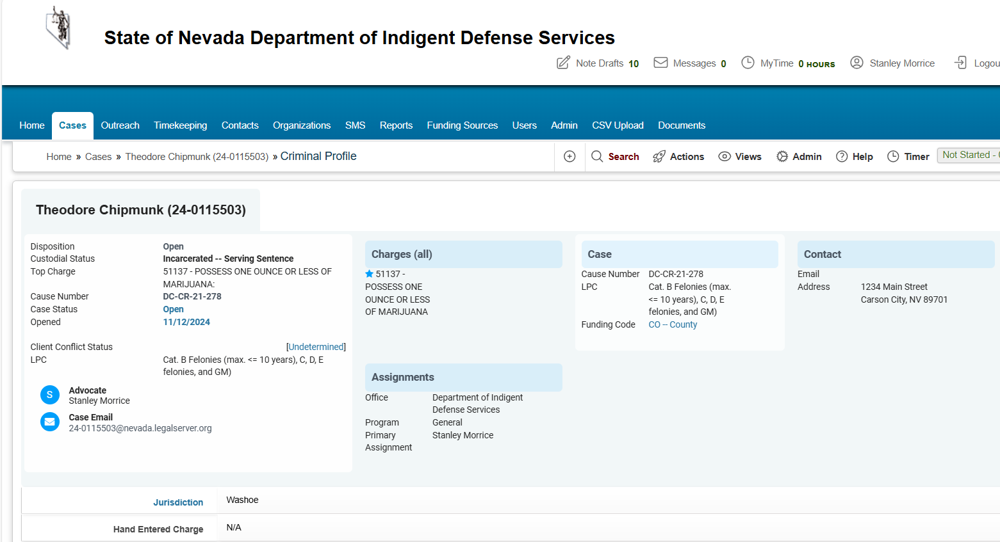 State of Nevada Department of Indigent Defense Services
Note Drafts 10 Messages 0 MyTime 0 HOURS Stanley Morrice Logou
Home Cases Outreach Timekeeping Contacts Organizations SMS Reports Funding Sources Users Admin CSV Upload Documents
Home » Cases » Theodore Chipmunk (24-0115503) » Criminal Profile
Search Actions Views Admin Help Timer Not Started -
Theodore Chipmunk (24-0115503)
Disposition Open
Custodial Status Incarcerated -- Serving Sentence
Top Charge 51137 - POSSESS ONE OUNCE OR LESS OF
MARIJUANA:
Cause Number DC-CR-21-278
Case Status Open
Opened 11/12/2024
Client Conflict Status [Undetermined]
LPC Cat. B Felonies (max. <= 10 years), C, D, E
felonies, and GM)
S
Advocate
Stanley Morrice
Case Email
24-0115503@nevada.legalserver.org
Charges (all)
51137 -
POSSESS ONE
OUNCE OR LESS
OF MARIJUANA
Assignments
Office Department of Indigent
Defense Services
Program General
Primary Stanley Morrice
Assignment
Case
Cause Number DC-CR-21-278
LPC Cat. B Felonies (max.
<= 10 years), C, D, E
felonies, and GM)
Funding Code CO -- County
Contact
Email
Address 1234 Main Street
Carson City, NV 89701
Jurisdiction Washoe
Hand Entered Charge N/A